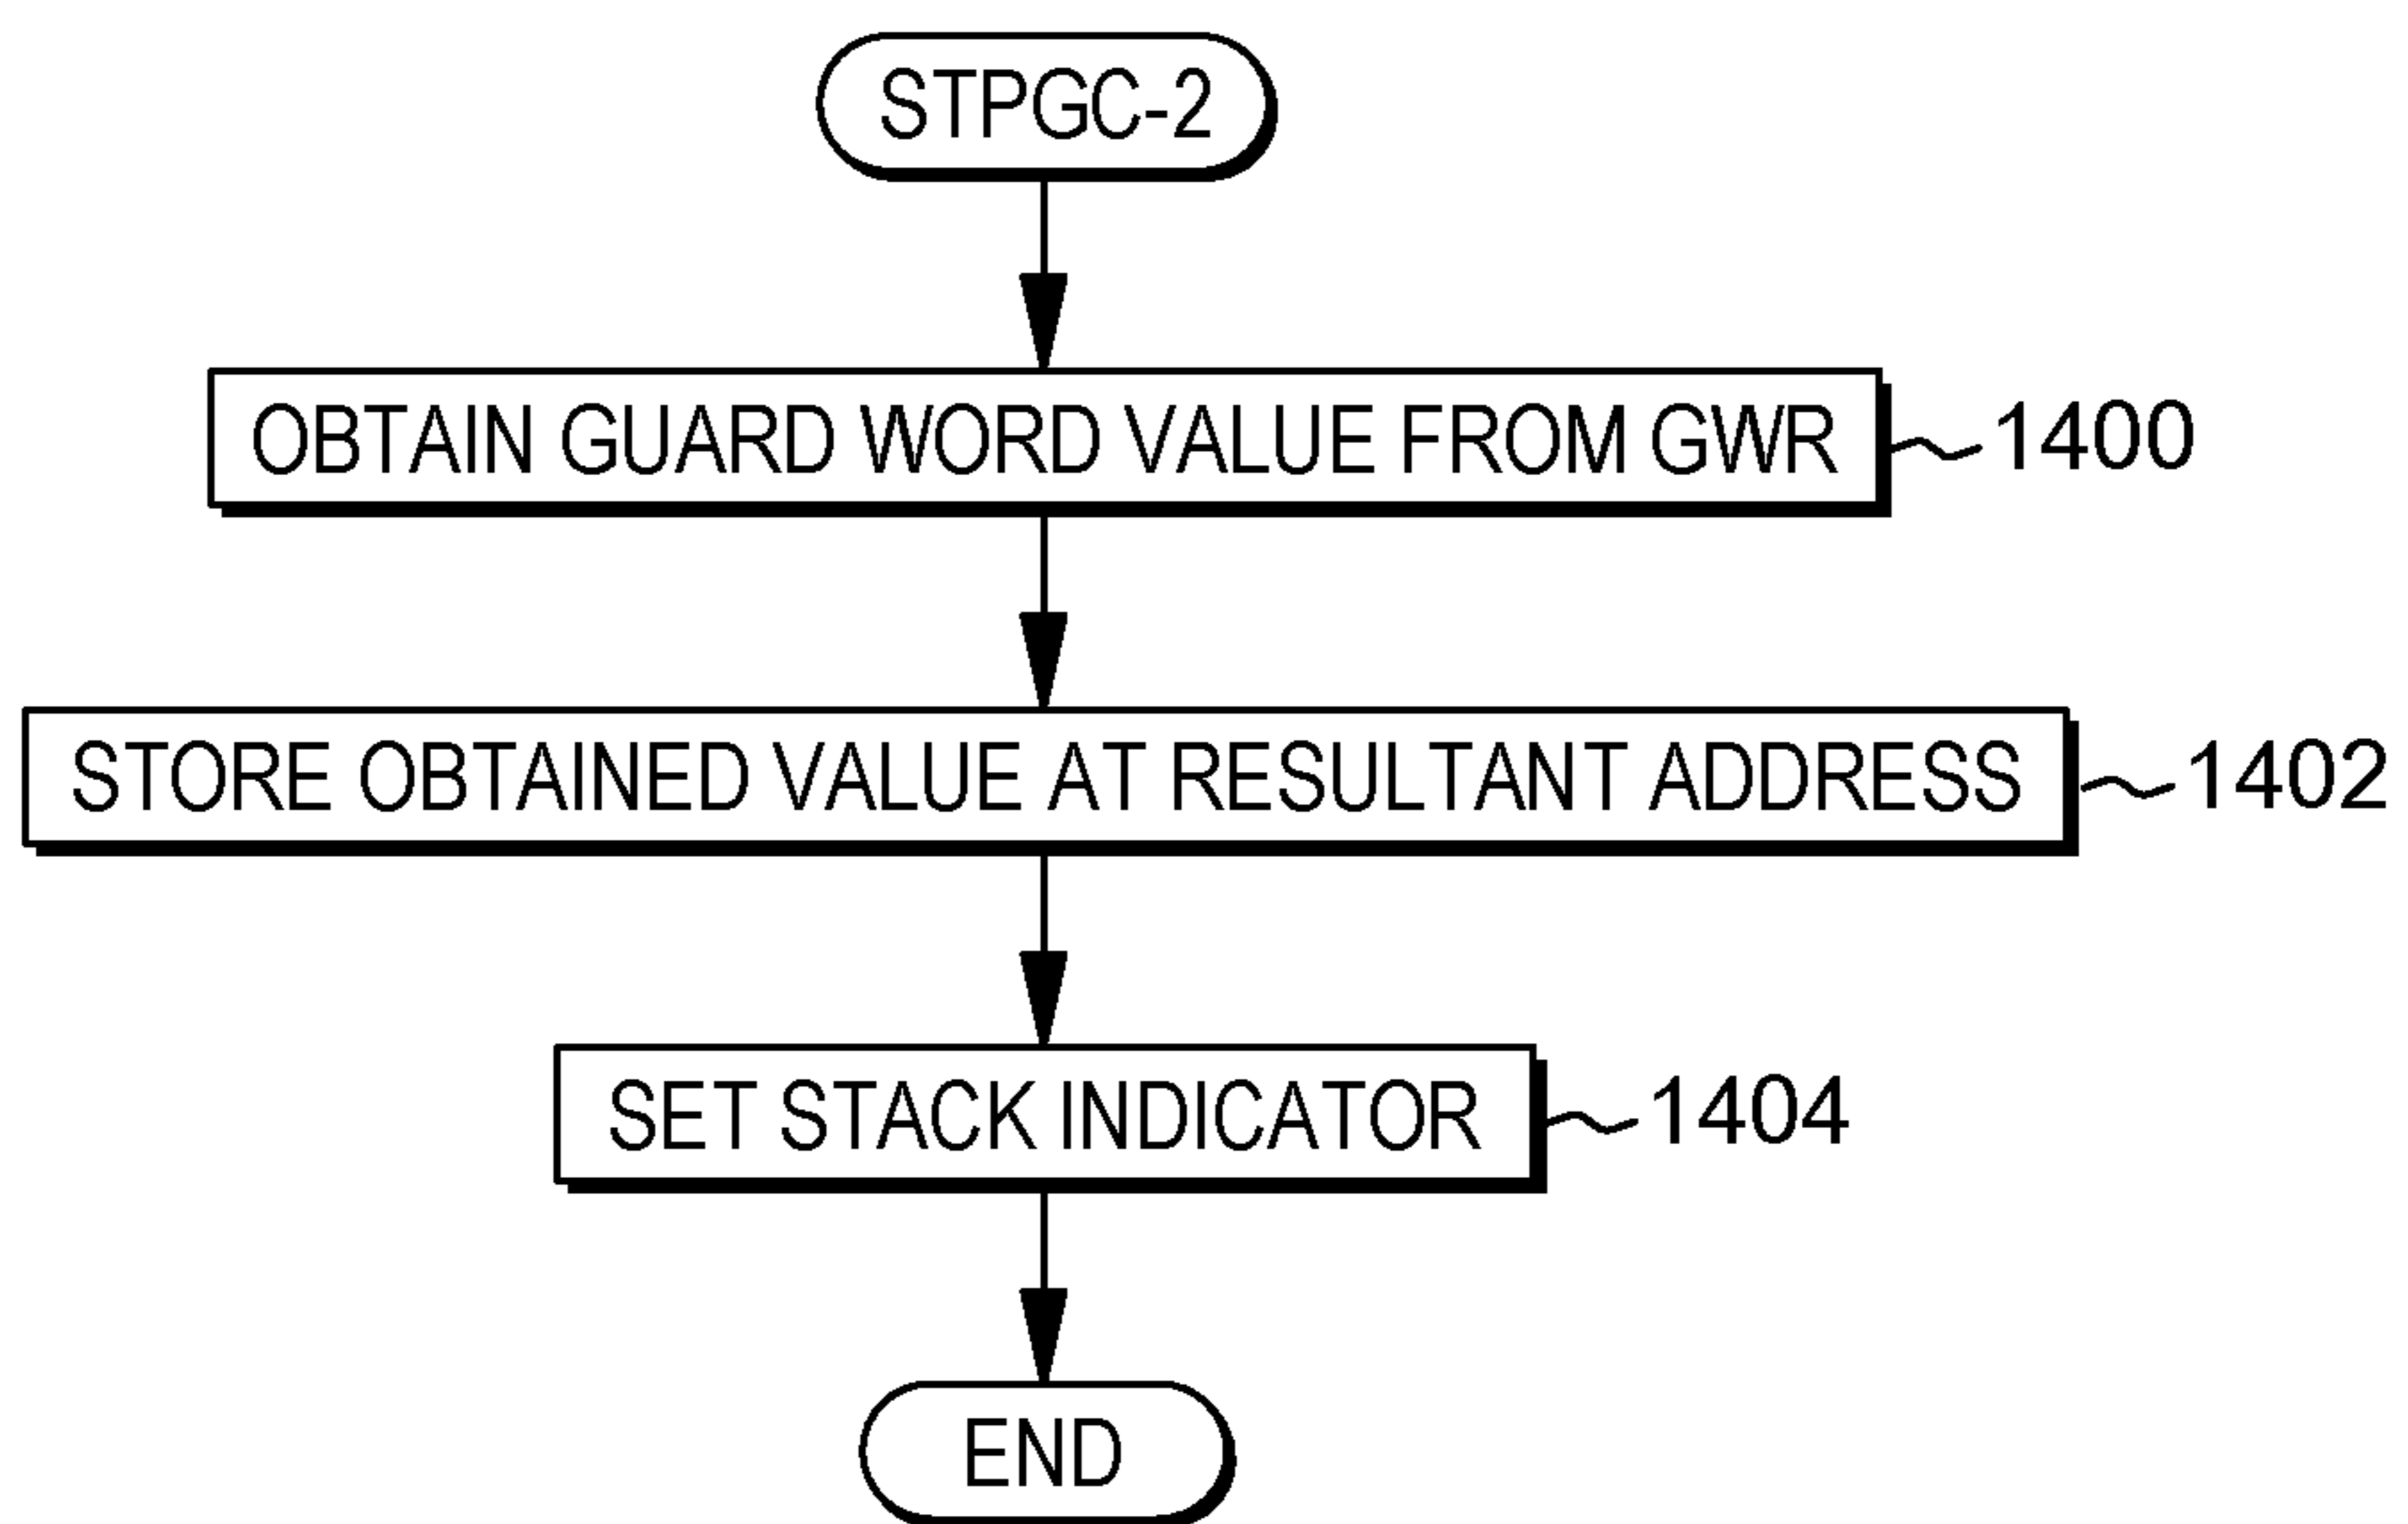 STPGC-2
OBTAIN GUARD WORD VALUE FROM GWR 1400
STORE OBTAINED VALUE AT RESULTANT ADDRESS 1402
SET STACK INDICATOR 1404
END